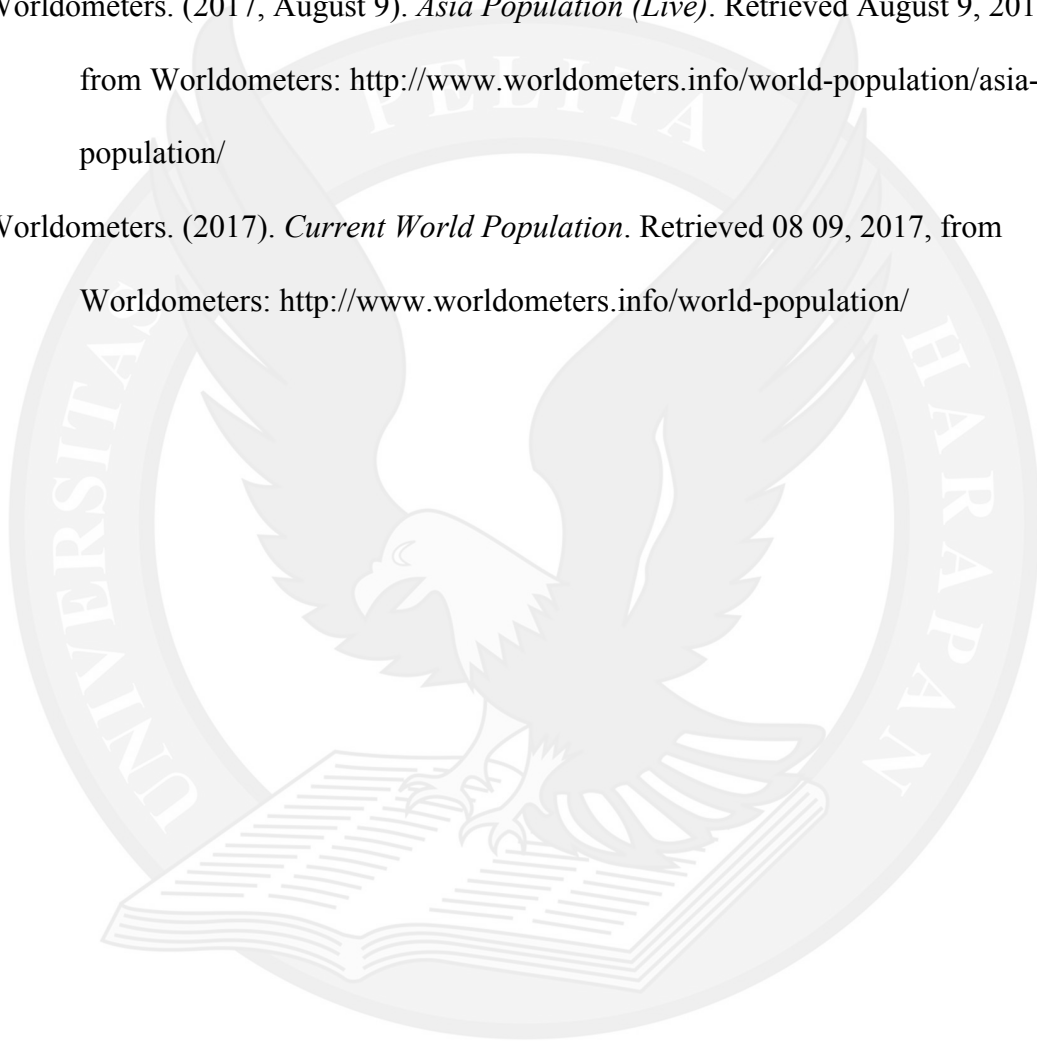 Worldometers. (2017, August 9). Asia Population (Live). Retrieved August 9, 201
from Worldometers: http://www.worldometers.info/world-population/asia-
population/
Worldometers. (2017). Current World Population. Retrieved 08 09, 2017, from
Worldometers: http://www.worldometers.info/world-population/
UNIVERSITAS PELITA HARAPAN